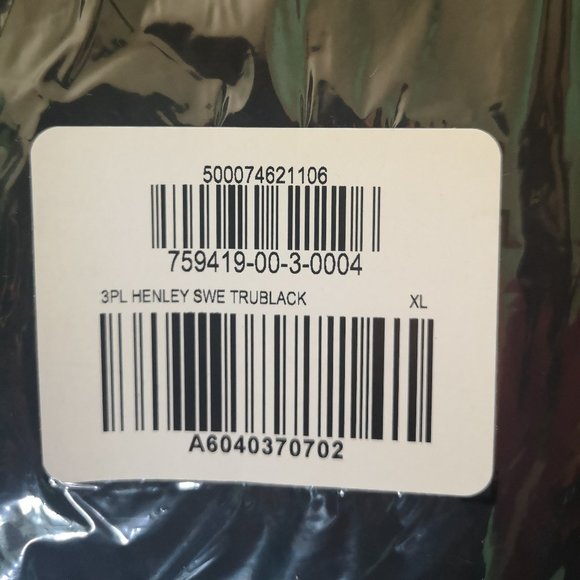 500074621106
759419-00-3-0004
3PL HENLEY SWE TRUBLACK XL
A6040370702